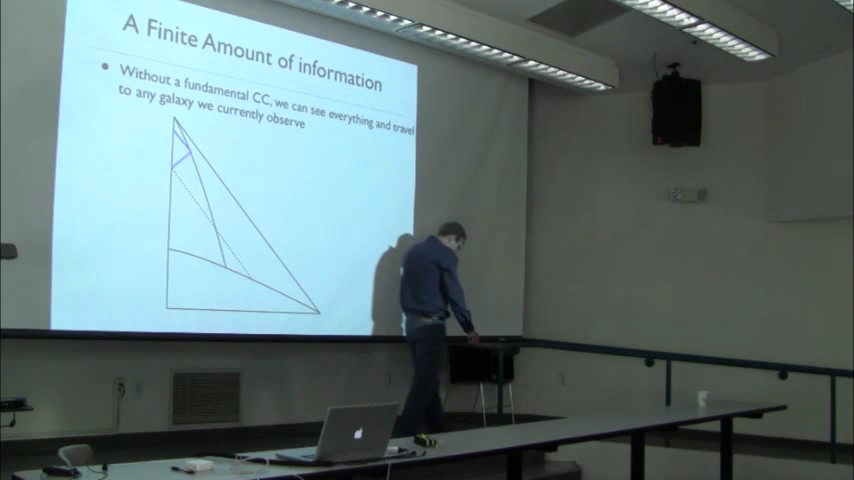 A Finite Amount of information
• Without a fundamental CC, we can see everything and travel
to any galaxy we currently observe